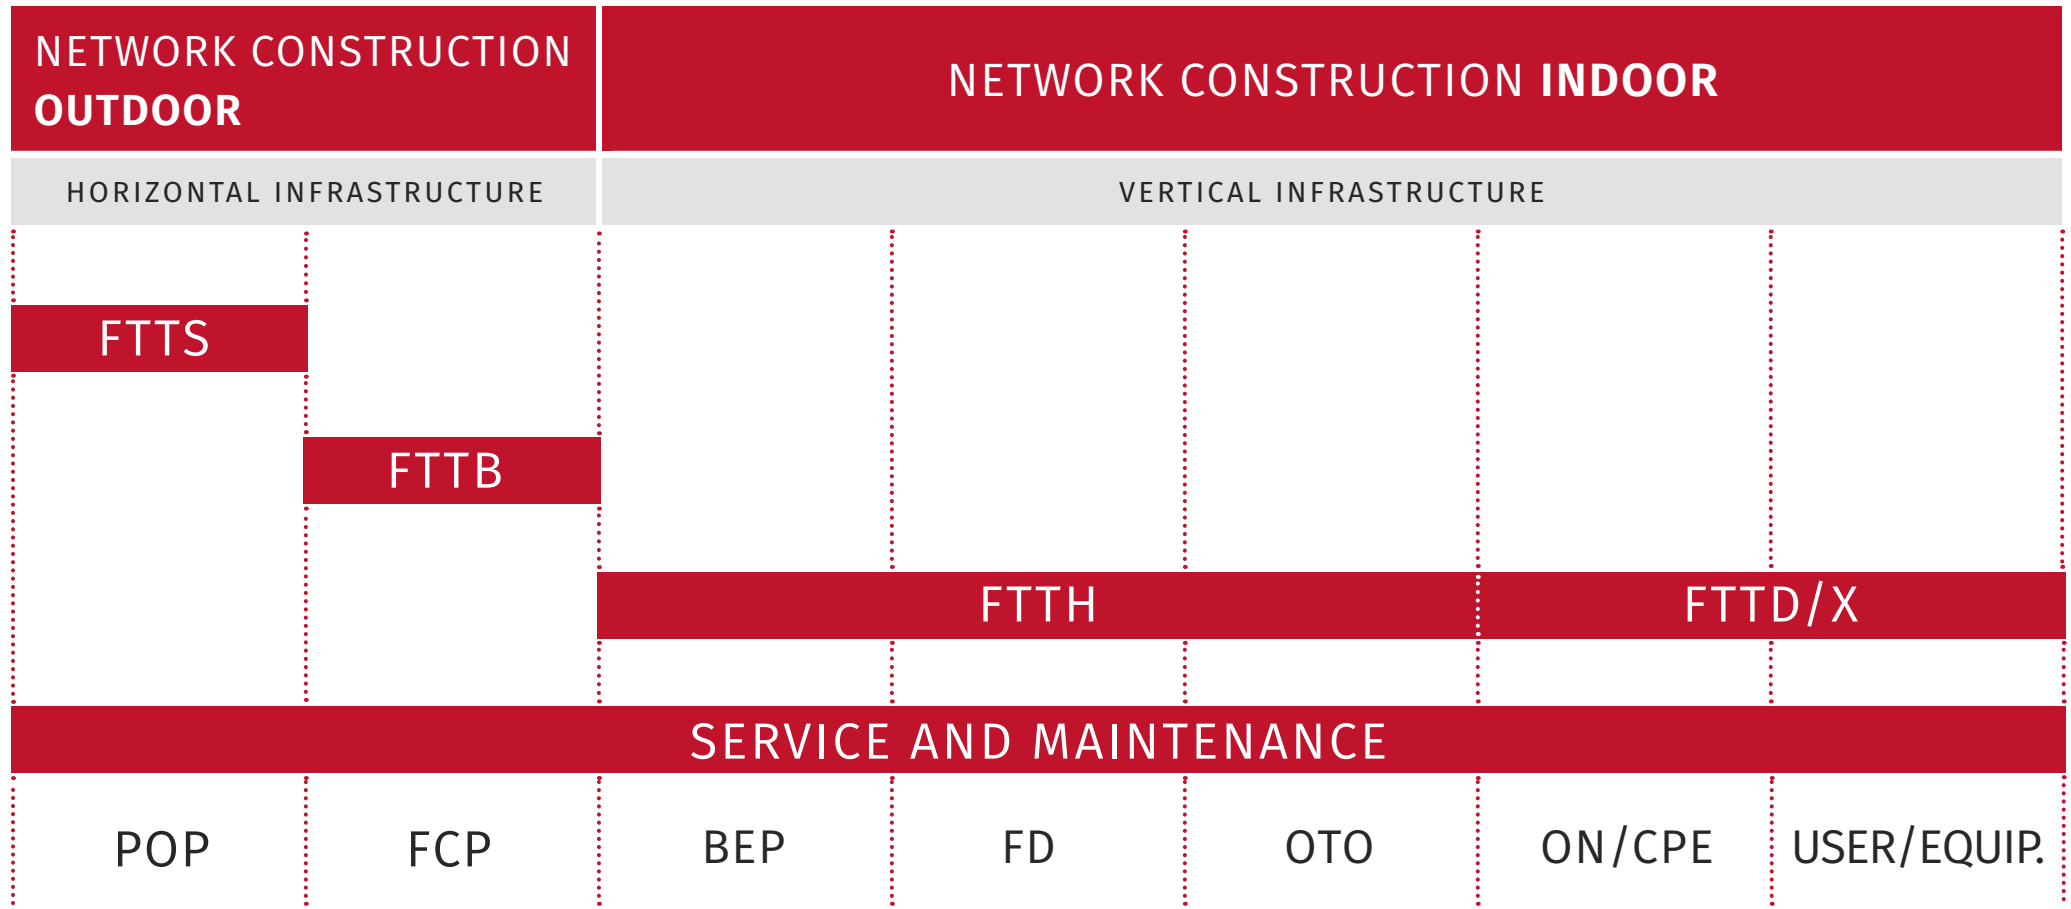 NETWORK CONSTRUCTION
OUTDOOR
NETWORK CONSTRUCTION INDOOR
HORIZONTAL INFRASTRUCTURE
VERTICAL INFRASTRUCTURE
FTTS
FTTB
FTTH
FTTD/X
SERVICE AND MAINTENANCE
POP
FCP
BEP
FD
OTO
ON/CPE
USER/EQUIP.